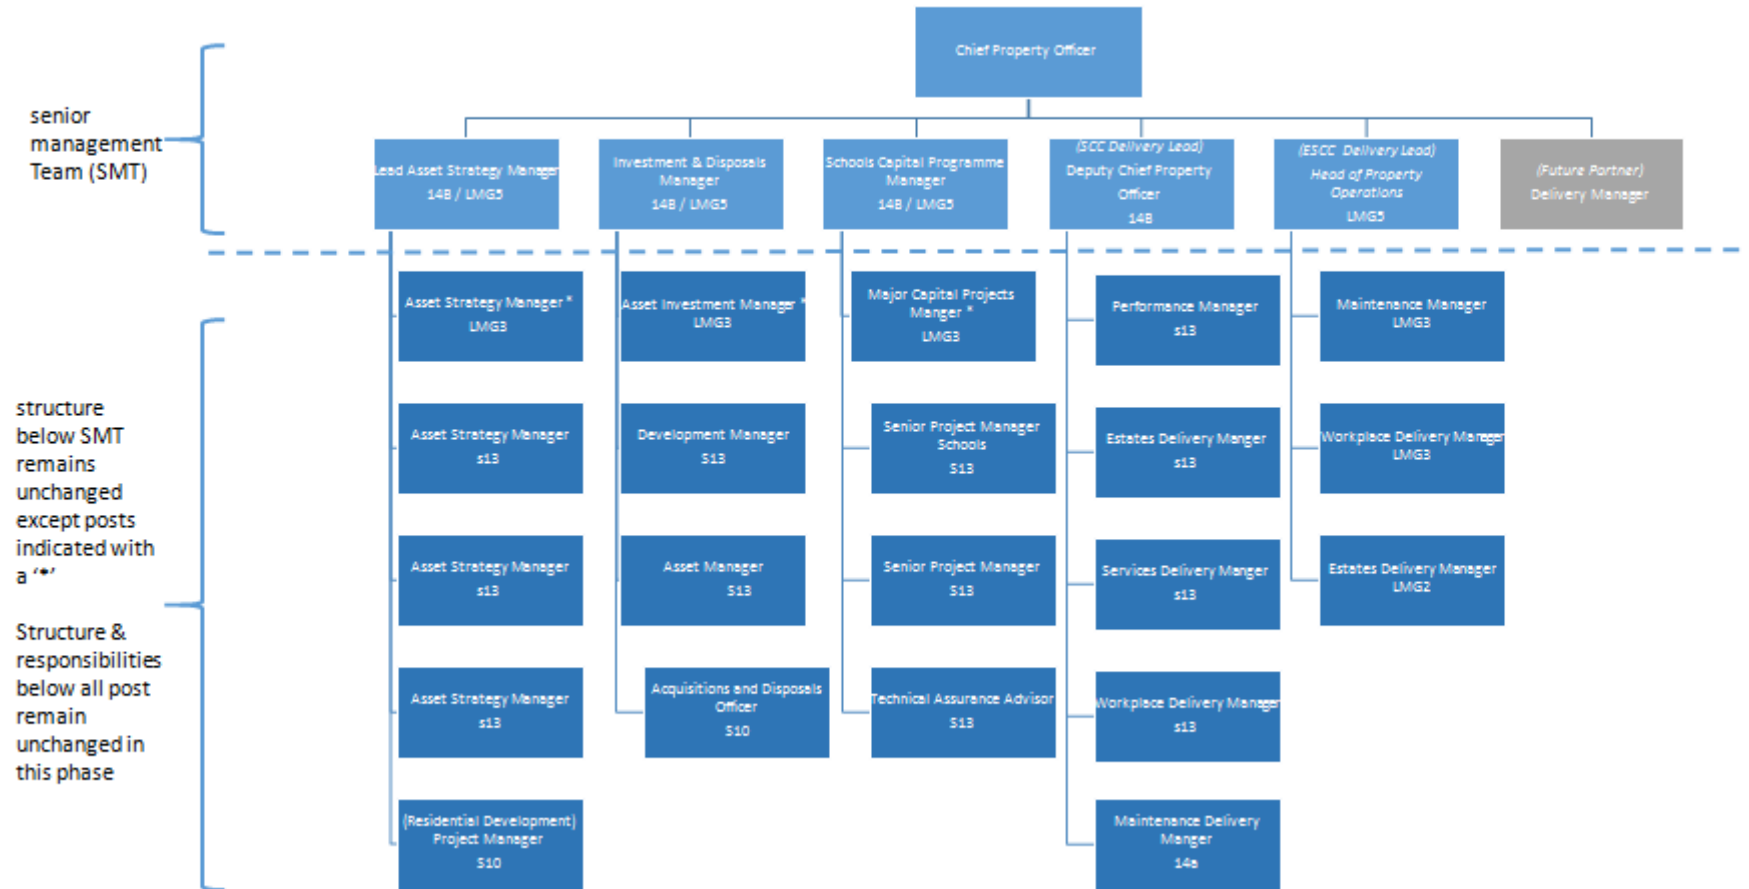 Chief Property Officer
senior
management
Team (SMT)
Lead Asset Strategy Manager
14B / LMG5
Investment & Disposals
Manager
14B / LMG5
Schools Capital Programme
Manager
14B / LMG5
(SCC Delivery Lead)
Deputy Chief Property
Officer
14B
(ESCC Delivery Lead)
Head of Property
Operations
LMG5
(Future Partner)
Delivery Manager
structure
below SMT
remains
unchanged
except posts
indicated with
a ‘*’
Structure &
responsibilities
below all post
remain
unchanged in
this phase
Asset Strategy Manager *
LMG3
Asset Strategy Manager
s13
Asset Strategy Manager
s13
Asset Strategy Manager
s13
(Residential Development)
Project Manager
S10
Asset Investment Manager *
LMG3
Development Manager
S13
Asset Manager
S13
Acquisitions and Disposals
Officer
S10
Major Capital Projects
Manger *
LMG3
Senior Project Manager
Schools
S13
Senior Project Manager
S13
Technical Assurance Advisor
S13
Performance Manager
s13
Estates Delivery Manger
s13
Services Delivery Manger
s13
Workplace Delivery Manager
s13
Maintenance Delivery
Manger
14a
Maintenance Manager
LMG3
Workplace Delivery Manager
LMG3
Estates Delivery Manager
LMG2